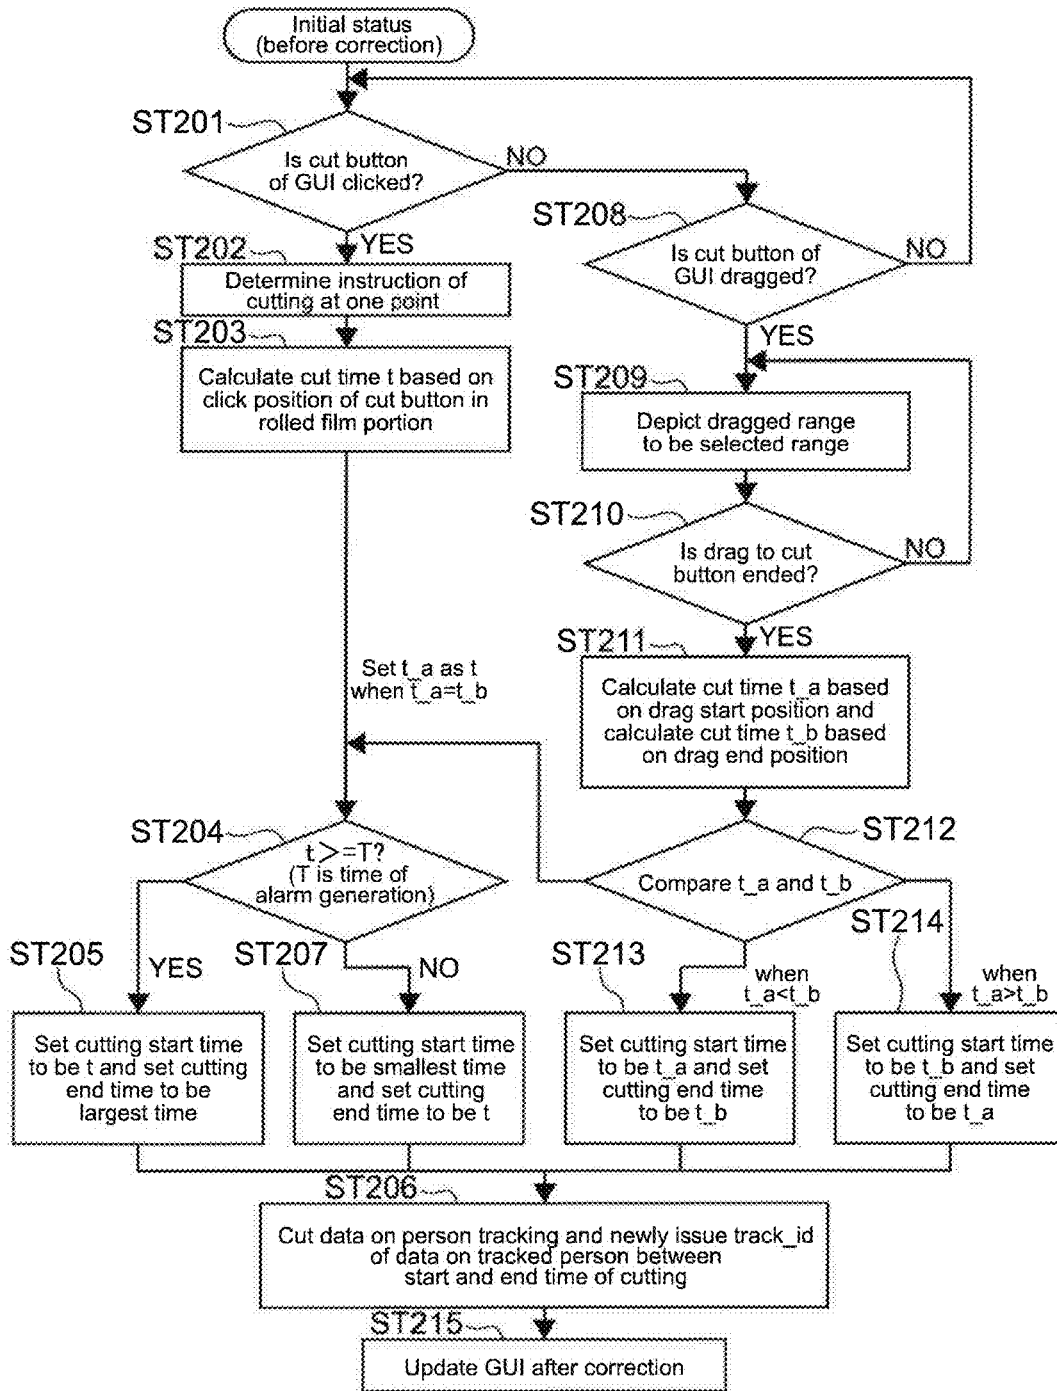 Initial status
(before correction)
ST201
Is cut button
of GUI clicked?
NO
YES
ST202
Determine instruction of
cutting at one point
ST203
Calculate cut time t based on
click position of cut button in
rolled film portion
ST208
Is cut button of
GUI dragged?
NO
YES
ST209
Depict dragged range
to be selected range
ST210
Is drag to cut
button ended?
NO
YES
ST211
Calculate cut time t_a based
on drag start position and
calculate cut time t_b based
on drag end position
Set t_a as t
when t_a=t_b
ST204
t>=T?
(T is time of
alarm generation)
YES
NO
ST212
Compare t_a and t_b
when
t_a<t_b
when
t_a>t_b
ST205
Set cutting start time
to be t and set cutting
end time to be
largest time
ST207
Set cutting start time
to be smallest time
and set cutting
end time to be t
ST213
Set cutting start time
to be t_a and set
cutting end time
to be t_b
ST214
Set cutting start time
to be t_b and set
cutting end time
to be t_a
ST206
Cut data on person tracking and newly issue track_id
of data on tracked person between
start and end time of cutting
ST215
Update GUI after correction